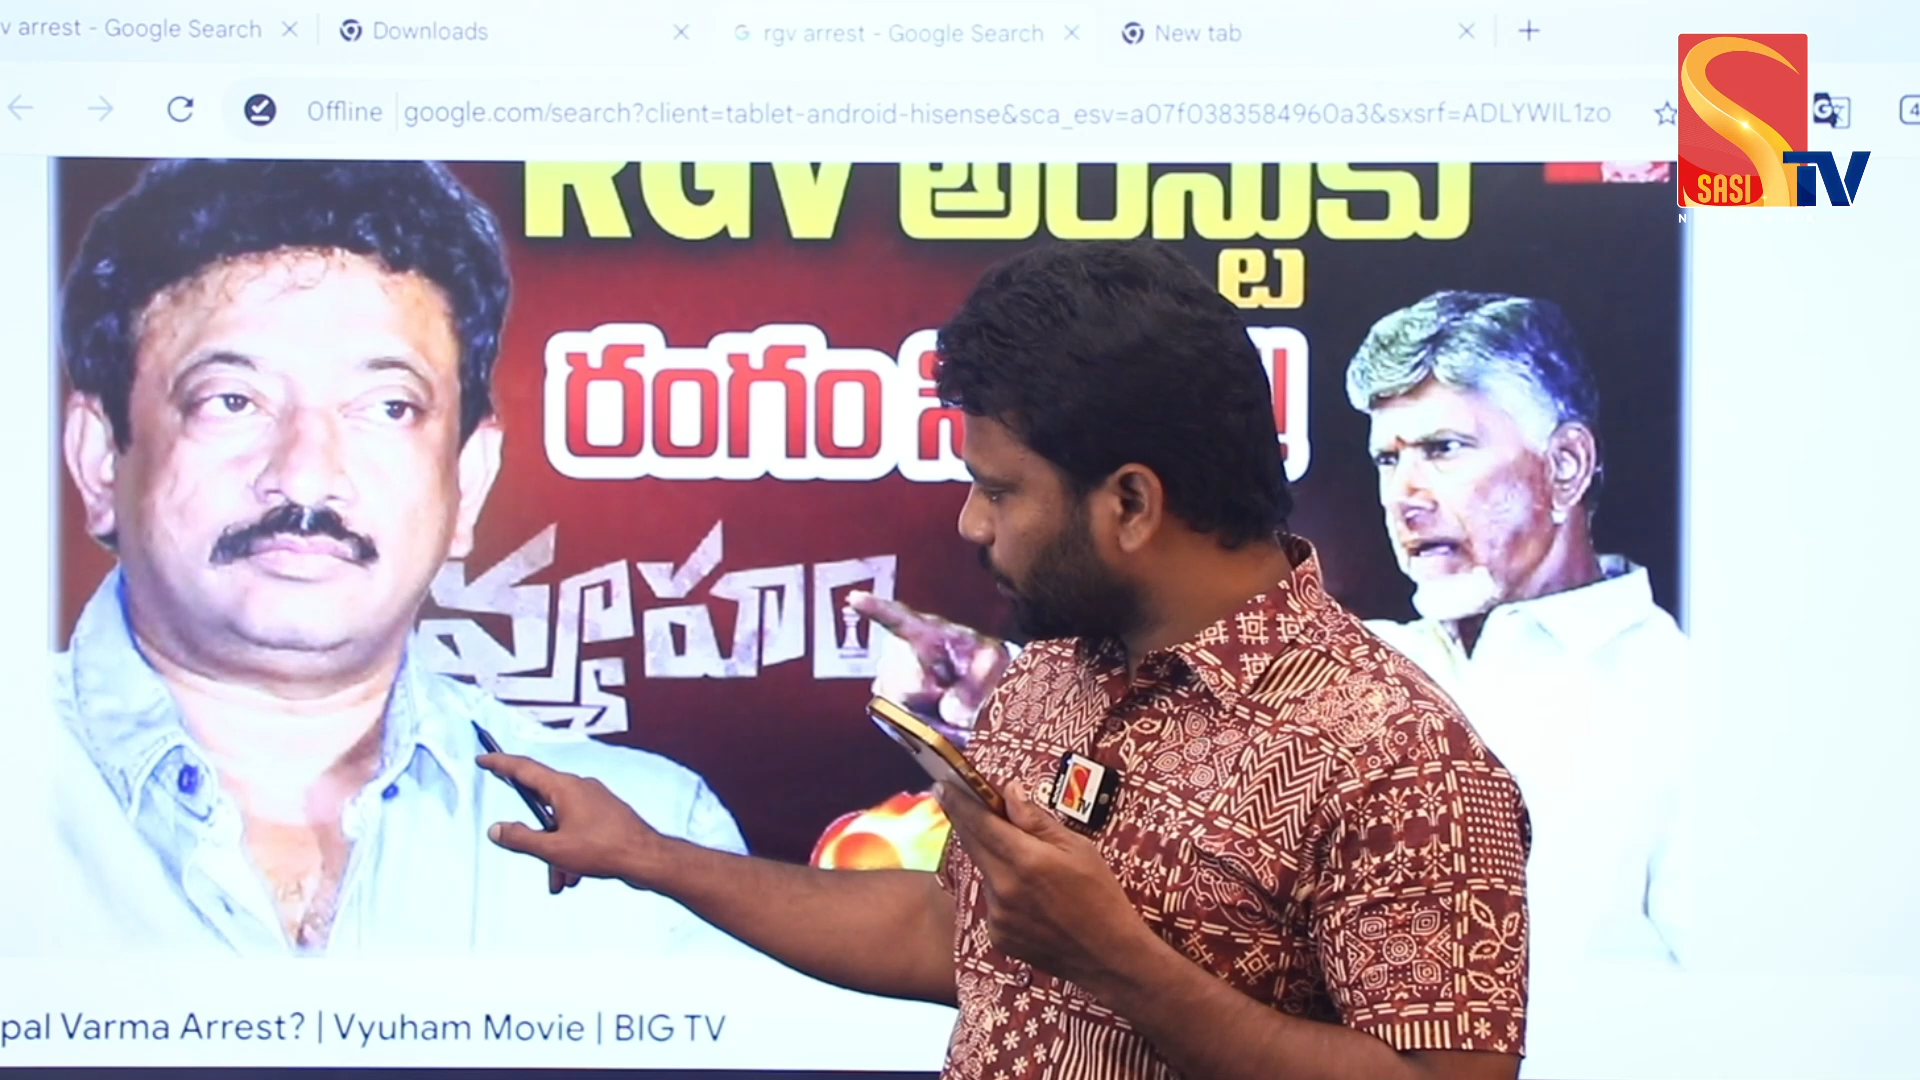 v arrest - Google Search
Downloads
rgv arrest - Google Search
New tab
Offline
google.com/search?client=tablet-android-hisense&sca_esv=a07f0383584960a3&sxsrf=ADLYWIL1zo
SASI
TV
RGV అరెస్టుకు
రంగం
వ్యూహం
S TV
pal Varma Arrest? | Vyuham Movie | BIG TV